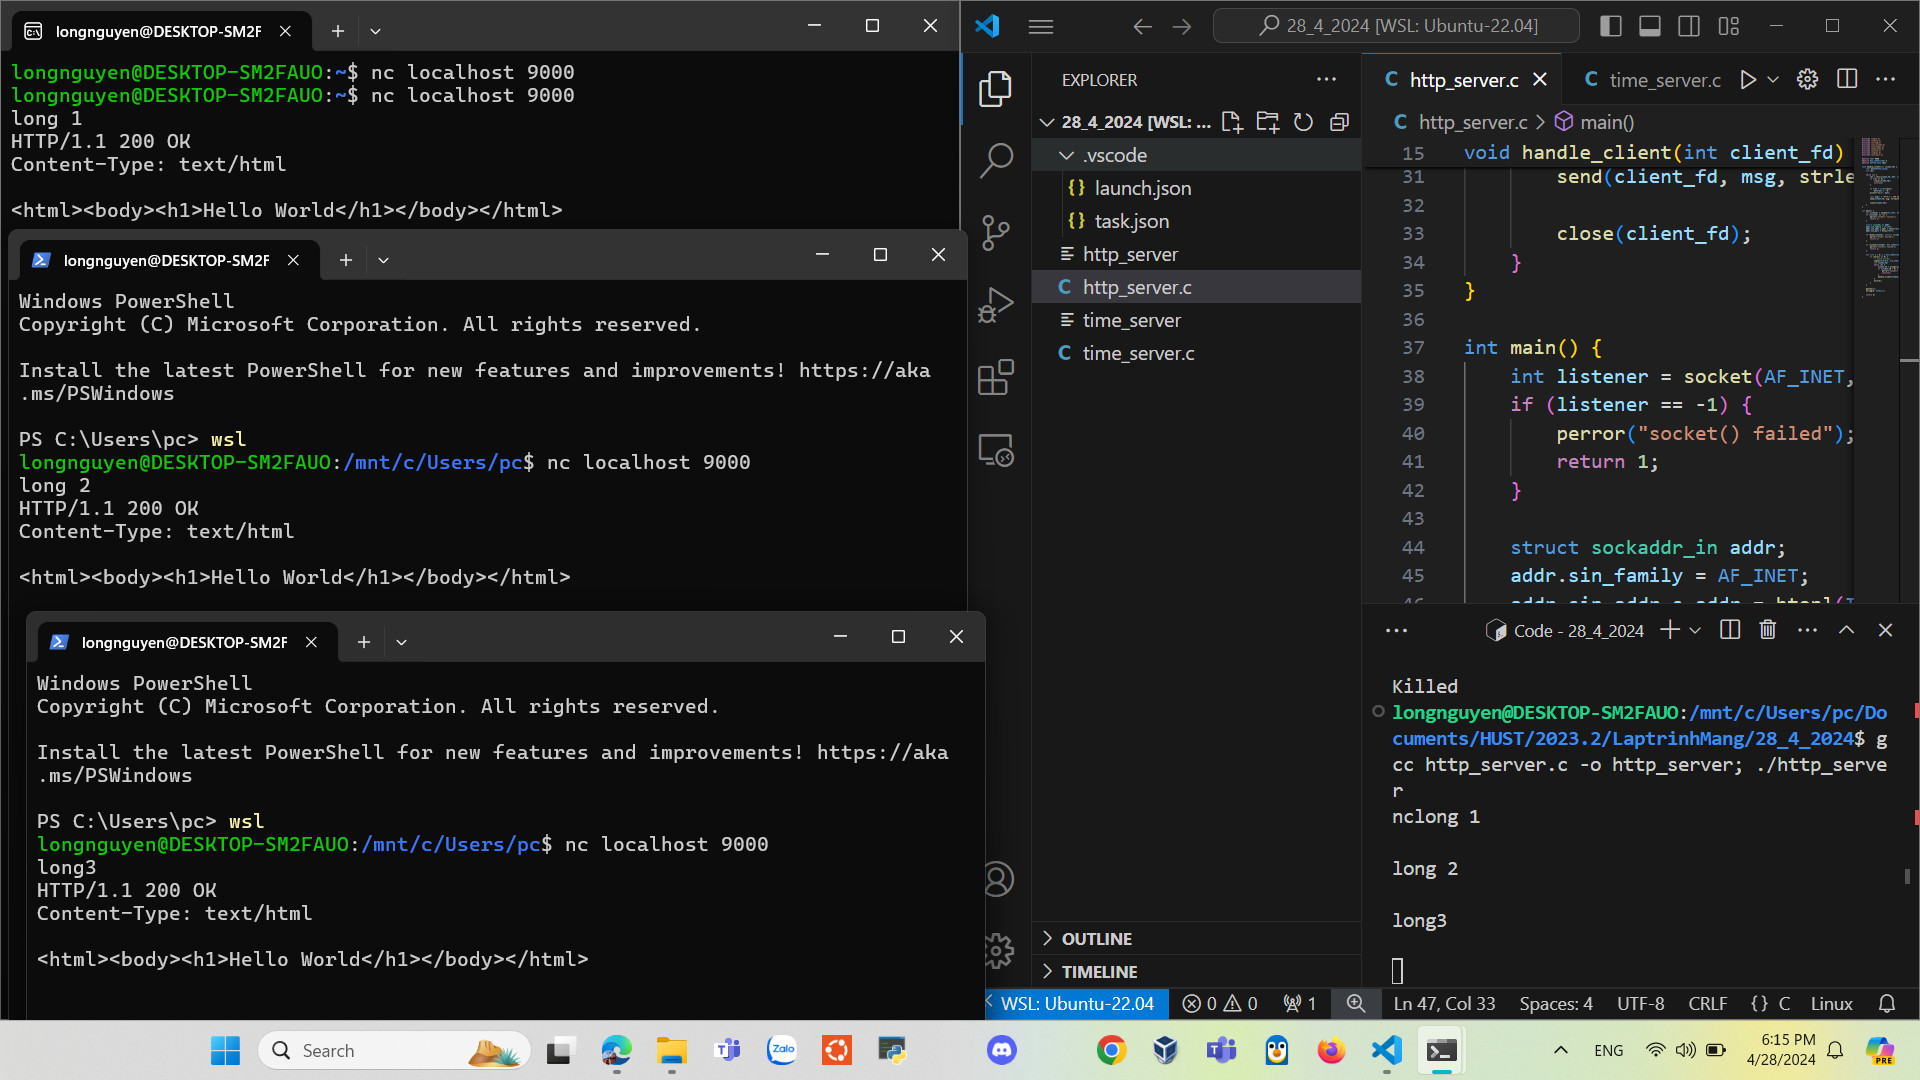 longnguyen@DESKTOP-SM2F
longnguyen@DESKTOP-SM2FAUO:~$ nc localhost 9000
longnguyen@DESKTOP-SM2FAUO:~$ nc localhost 9000
long 1
HTTP/1.1 200 OK
Content-Type: text/html
<html><body><h1>Hello World</h1></body></html>
longnguyen@DESKTOP-SM2F
Windows PowerShell
Copyright (C) Microsoft Corporation. All rights reserved.
Install the latest PowerShell for new features and improvements! https://aka
.ms/PSWindows
PS C:\Users\pc> wsl
longnguyen@DESKTOP-SM2FAUO:/mnt/c/Users/pc$ nc localhost 9000
long 2
HTTP/1.1 200 OK
Content-Type: text/html
<html><body><h1>Hello World</h1></body></html>
longnguyen@DESKTOP-SM2F
Windows PowerShell
Copyright (C) Microsoft Corporation. All rights reserved.
Install the latest PowerShell for new features and improvements! https://aka
.ms/PSWindows
PS C:\Users\pc> wsl
longnguyen@DESKTOP-SM2FAUO:/mnt/c/Users/pc$ nc localhost 9000
long3
HTTP/1.1 200 OK
Content-Type: text/html
<html><body><h1>Hello World</h1></body></html>
28_4_2024 [WSL: Ubuntu-22.04]
EXPLORER
28_4_2024 [WSL: ...
.vscode
{} launch.json
{} task.json
http_server
C http_server.c
time_server
C time_server.c
OUTLINE
TIMELINE
C http_server.c
C time_server.c
C http_server.c > main()
15 void handle_client(int client_fd)
31 send(client_fd, msg, strle
32
33 close(client_fd);
34 }
35 }
36
37 int main() {
38 int listener = socket(AF_INET,
39 if (listener == -1) {
40 perror("socket() failed");
41 return 1;
42 }
43
44 struct sockaddr_in addr;
45 addr.sin_family = AF_INET;
Code - 28_4_2024
Killed
longnguyen@DESKTOP-SM2FAUO:/mnt/c/Users/pc/Do
cuments/HUST/2023.2/LaptrinhMang/28_4_2024$ g
cc http_server.c -o http_server; ./http_serve
r
nclong 1
long 2
long3
WSL: Ubuntu-22.04
0
0
1
Ln 47, Col 33
Spaces: 4
UTF-8
CRLF
{} C
Linux
Search
Zalo
ENG
6:15 PM
4/28/2024
PRE